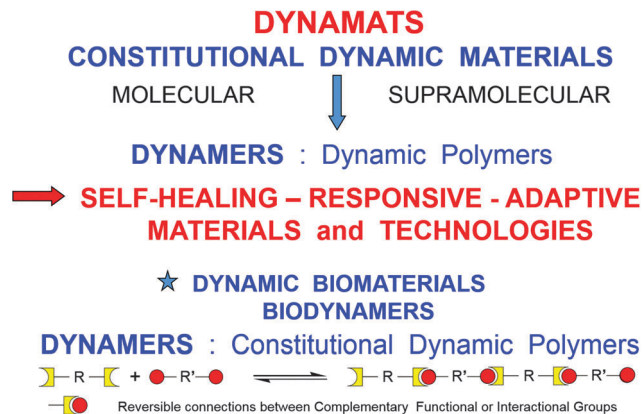 DYNAMATS
CONSTITUTIONAL DYNAMIC MATERIALS
MOLECULAR SUPRAMOLECULAR
DYNAMERS : Dynamic Polymers
SELF-HEALING – RESPONSIVE - ADAPTIVE
MATERIALS and TECHNOLOGIES
DYNAMIC BIOMATERIALS
BIODYNAMERS
DYNAMERS : Constitutional Dynamic Polymers
R + R' R R' R R'
Reversible connections between Complementary Functional or Interactional Groups